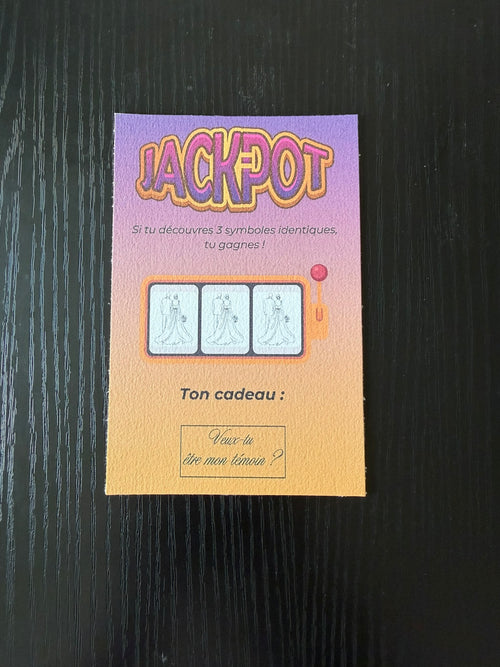 JACKPOT
Si tu découvres 3 symboles identiques,
tu gagnes !
Ton cadeau :
Veux-tu
être mon témoin ?